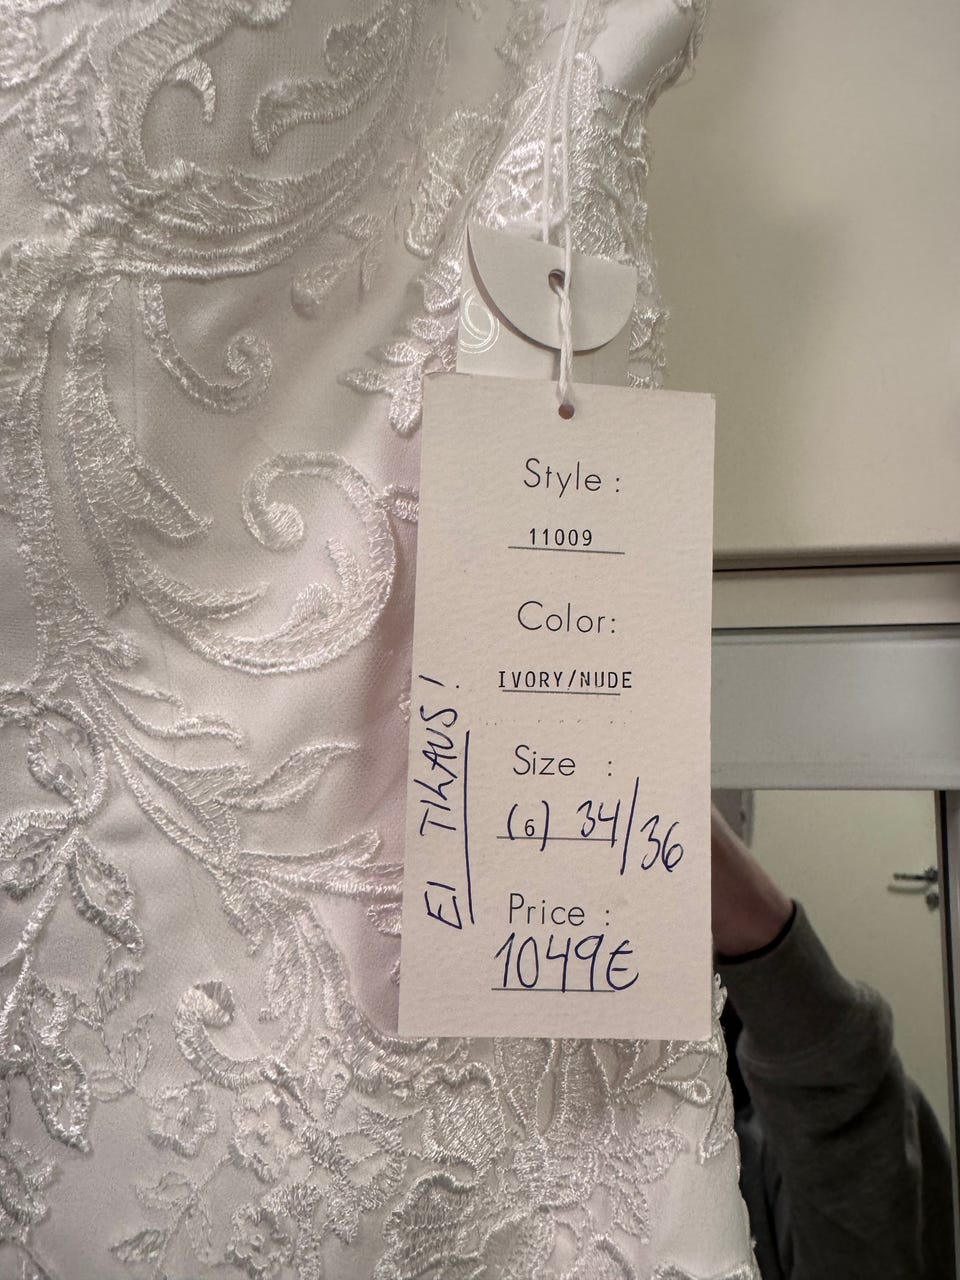 Style :
11009
Color:
IVORY/NUDE
Size :
(6) 34/36
Price :
1049€
EI TILAUS!